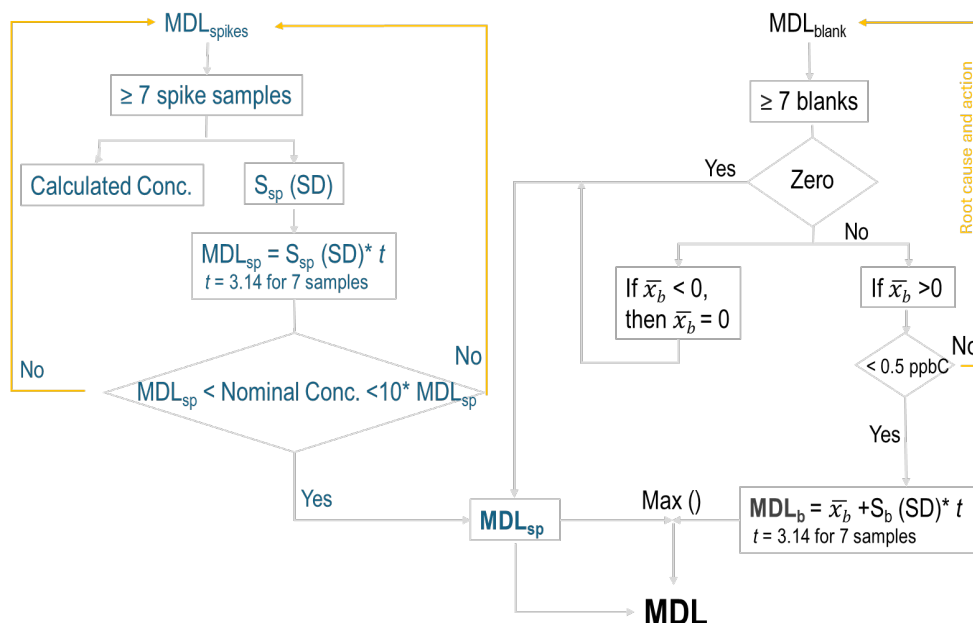 MDLspikes
≥ 7 spike samples
Calculated Conc.
Ssp (SD)
MDLsp = Ssp (SD)* t
t = 3.14 for 7 samples
No
No
MDLsp < Nominal Conc. <10* MDLsp
Yes
MDLblank
≥ 7 blanks
Yes
Zero
No
If x̄b < 0,
then x̄b = 0
If x̄b >0
No
< 0.5 ppbC
Yes
MDLb = x̄b +Sb (SD)* t
t = 3.14 for 7 samples
Root cause and action
MDLsp
Max ()
MDL